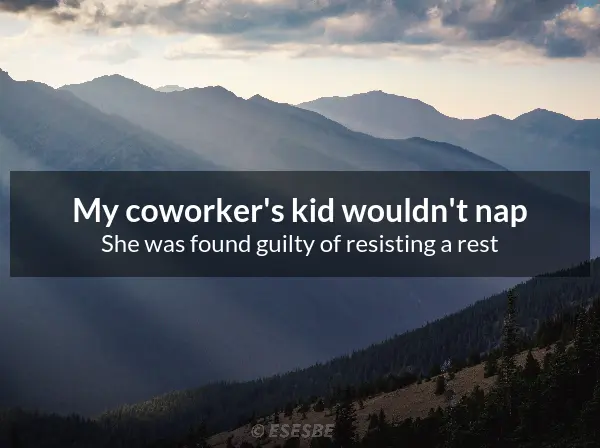 My coworker's kid wouldn't nap
She was found guilty of resisting a rest
© ESESBE